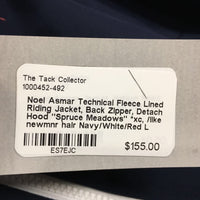 The Tack Collector
1000452-492
Noel Asmar Technical Fleece Lined
Riding Jacket, Back Zipper, Detach
Hood "Spruce Meadows" *xc, /like
newmnr hair Navy/White/Red L
$155.00
ES7EJC